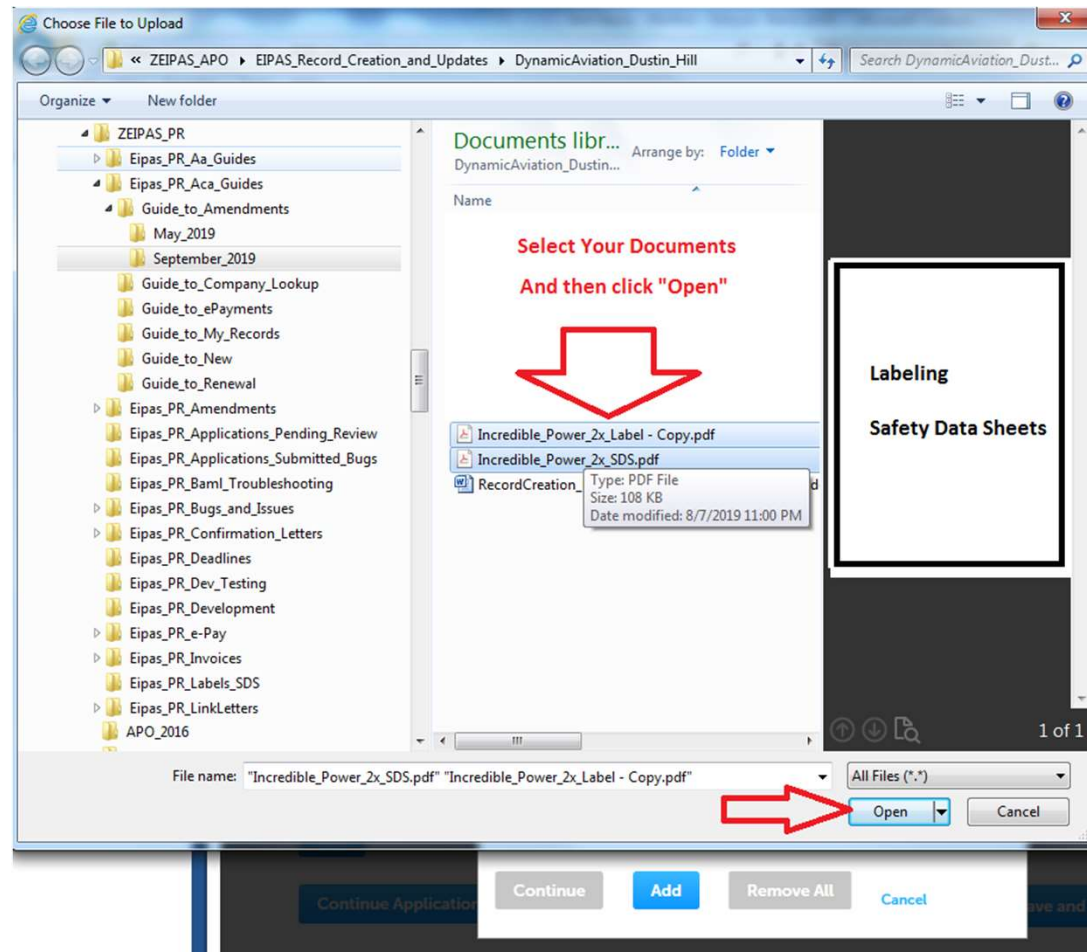 Choose File to Upload
« ZEIPAS_APO EIPAS_Record_Creation_and_Updates DynamicAviation_Dustin_Hill
Search DynamicAviation_Dust...
Organize New folder
ZEIPAS_PR
Eipas_PR_Aa_Guides
Eipas_PR_Aca_Guides
Guide_to_Amendments
May_2019
September_2019
Guide_to_Company_Lookup
Guide_to_ePayments
Guide_to_My_Records
Guide_to_New
Guide_to_Renewal
Eipas_PR_Amendments
Eipas_PR_Applications_Pending_Review
Eipas_PR_Applications_Submitted_Bugs
Eipas_PR_Baml_Troubleshooting
Eipas_PR_Bugs_and_Issues
Eipas_PR_Confirmation_Letters
Eipas_PR_Deadlines
Eipas_PR_Dev_Testing
Eipas_PR_Development
Eipas_PR_e-Pay
Eipas_PR_Invoices
Eipas_PR_Labels_SDS
Eipas_PR_LinkLetters
APO_2016
Documents libr...
DynamicAviation_Dustin...
Arrange by: Folder
Name
Select Your Documents
And then click "Open"
Incredible_Power_2x_Label - Copy.pdf
Incredible_Power_2x_SDS.pdf
RecordCreation_
Type: PDF File
Size: 108 KB
Date modified: 8/7/2019 11:00 PM
Labeling
Safety Data Sheets
1 of 1
File name: "Incredible_Power_2x_SDS.pdf" "Incredible_Power_2x_Label - Copy.pdf"
All Files (*.*)
Open Cancel
Continue Add Remove All Cancel
Continue Application
ave and